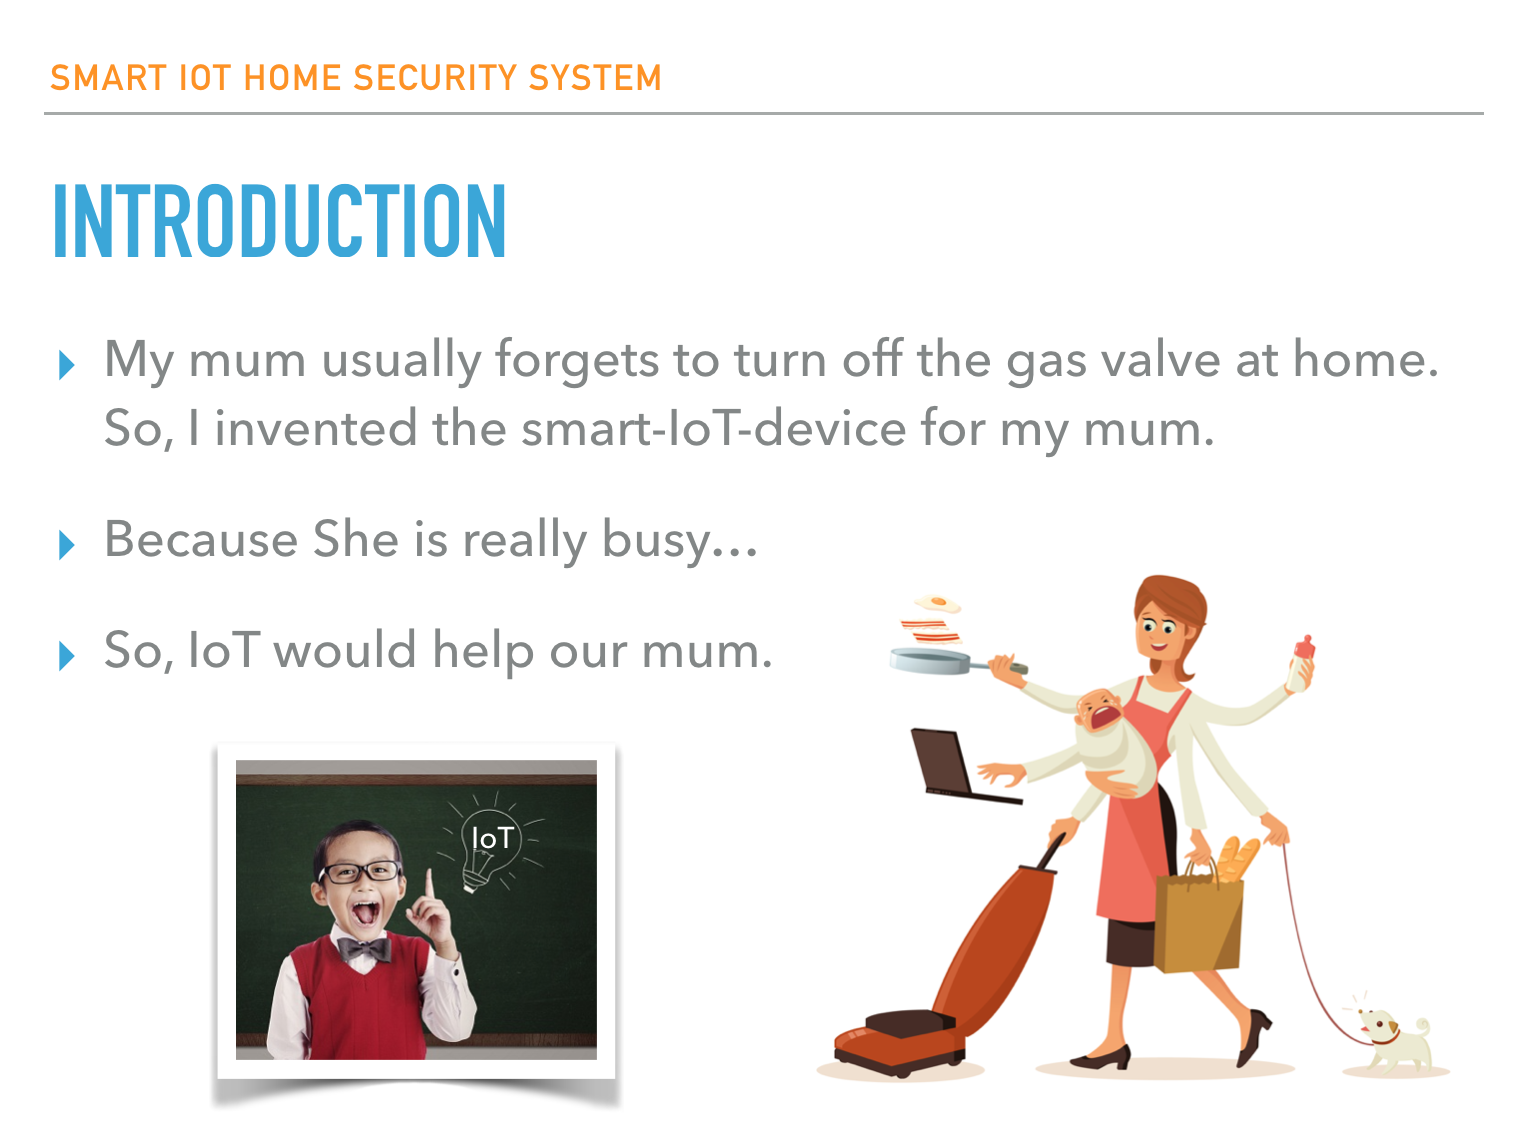 SMART IOT HOME SECURITY SYSTEM
INTRODUCTION
My mum usually forgets to turn off the gas valve at home.
So, I invented the smart-IoT-device for my mum.
Because She is really busy…
So, IoT would help our mum.
IoT